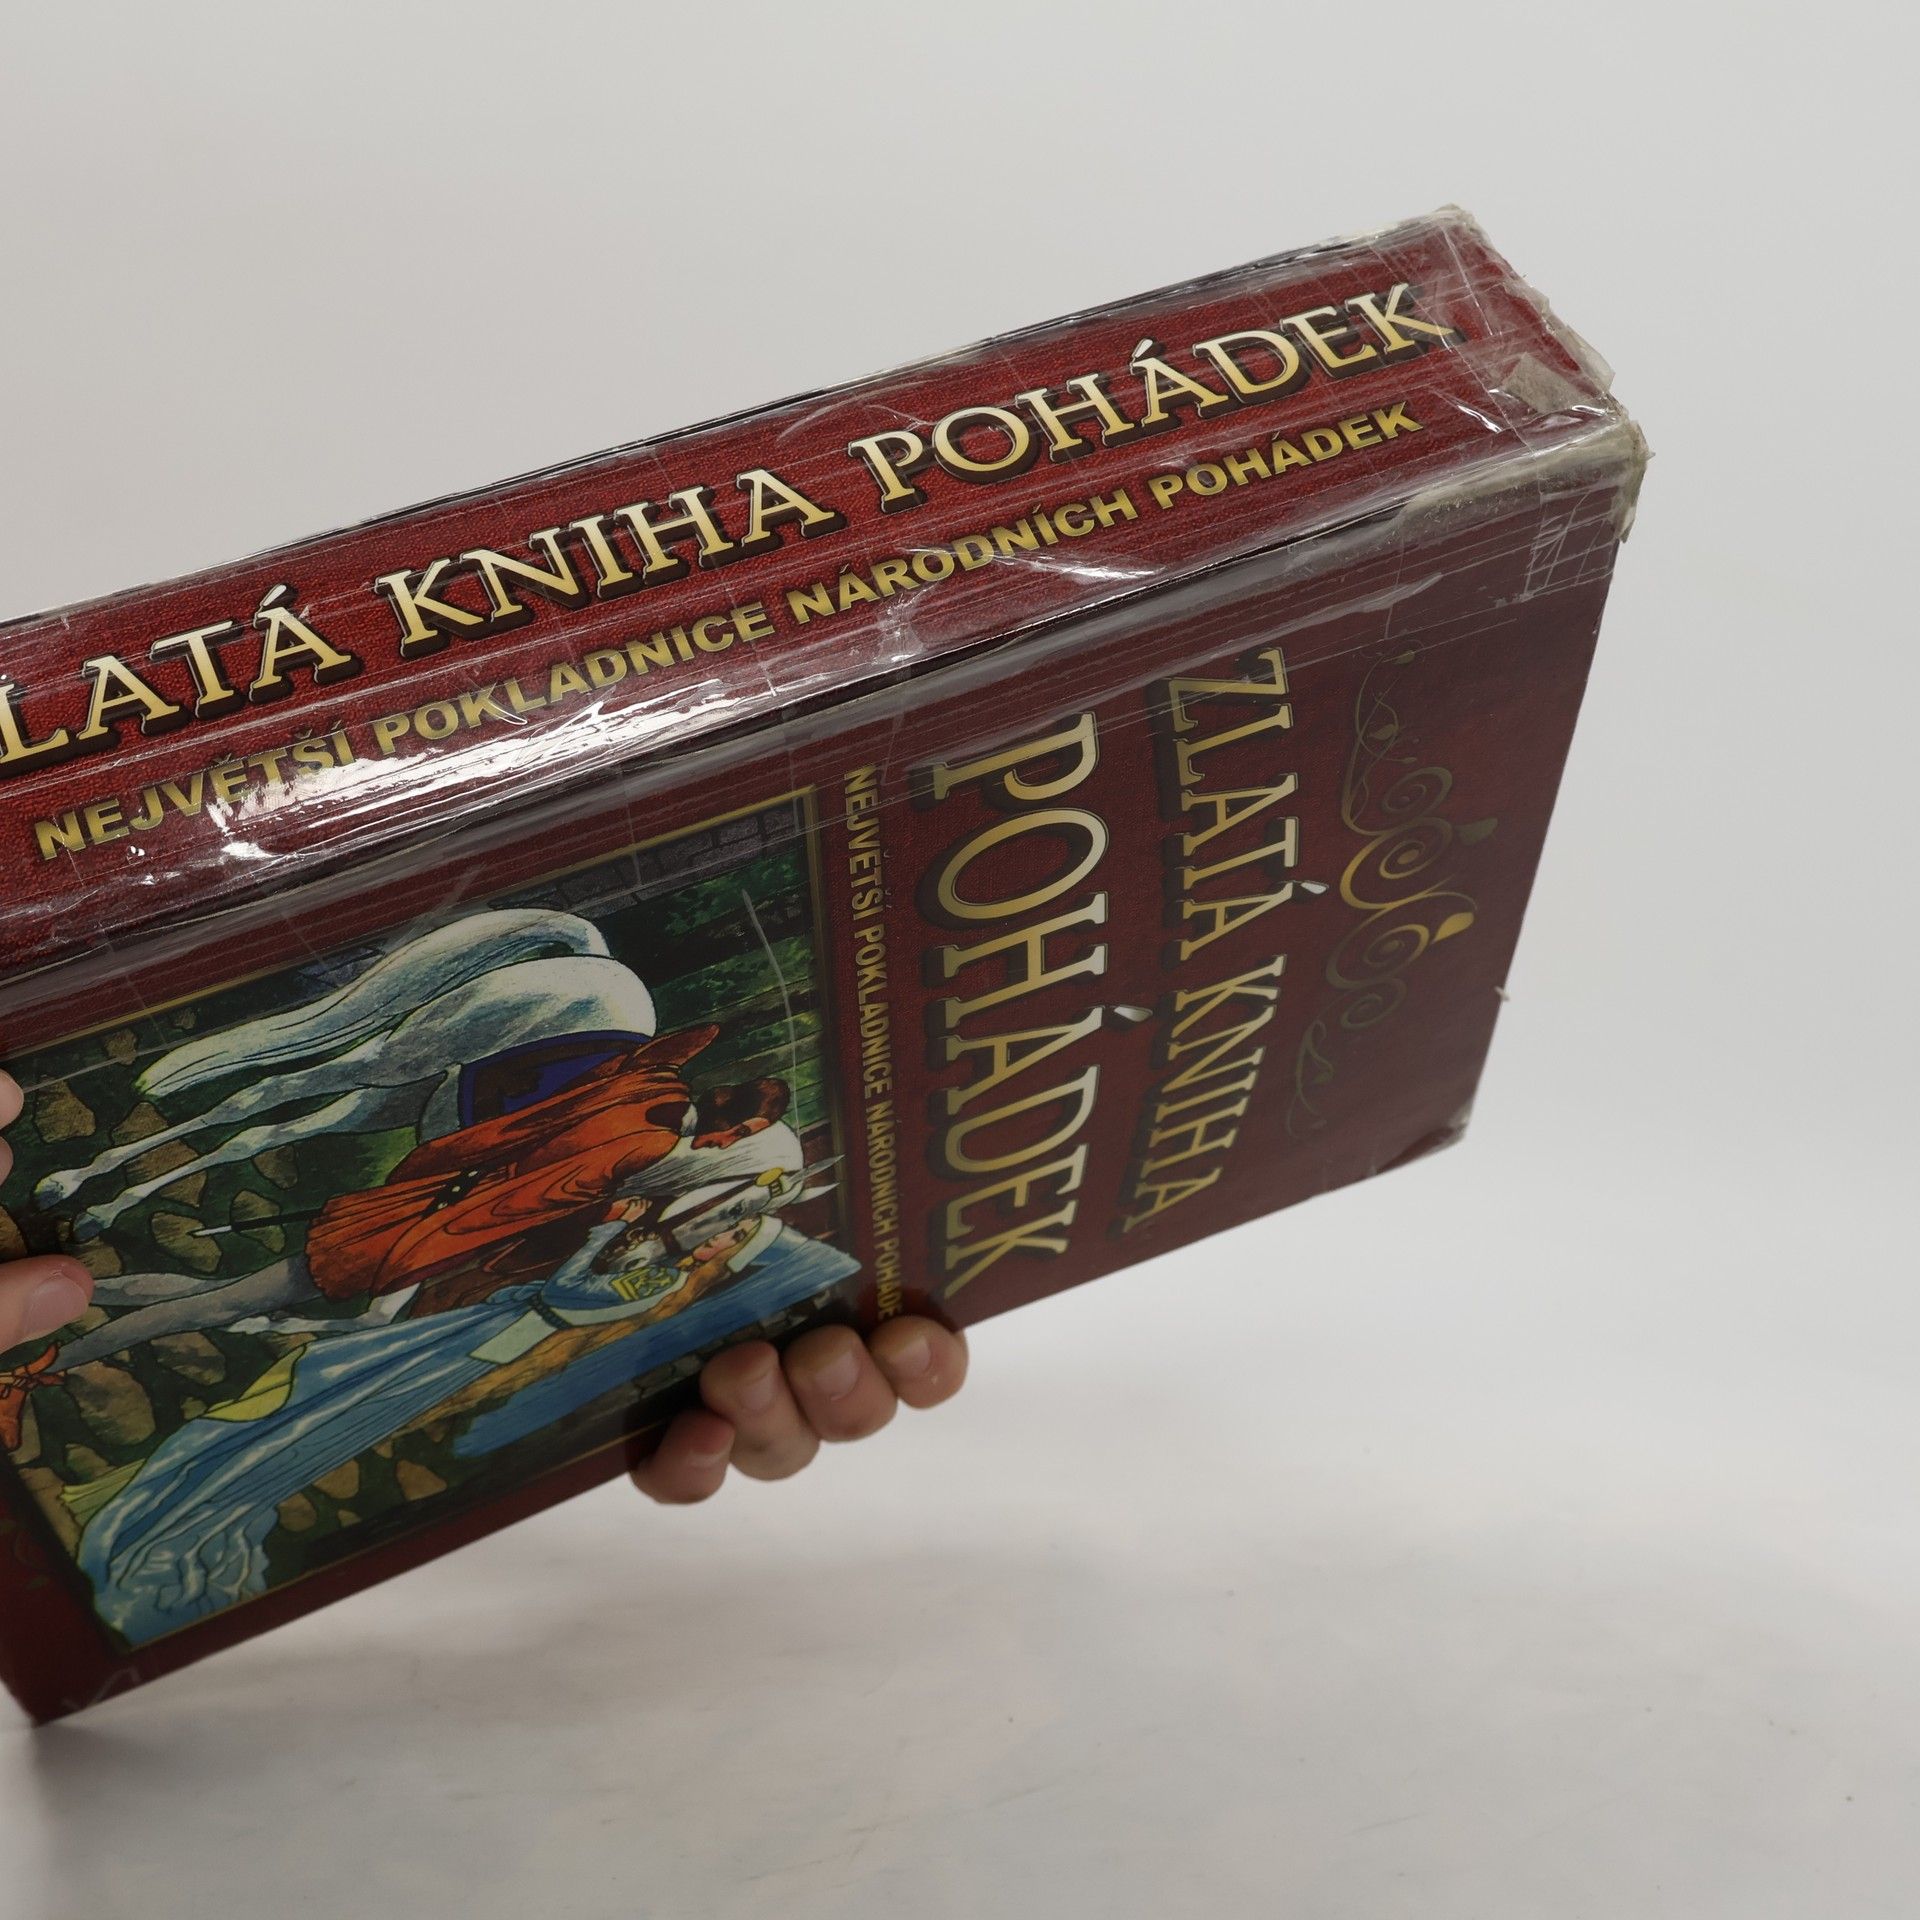 LATÁ KNIHA POHÁDEK
NEJVĚTŠÍ POKLADNICE NÁRODNÍCH POHÁDEK
ZLATÁ KNIHA
POHÁDEK
NEJVĚTŠÍ POKLADNICE NÁRODNÍCH POHÁDE